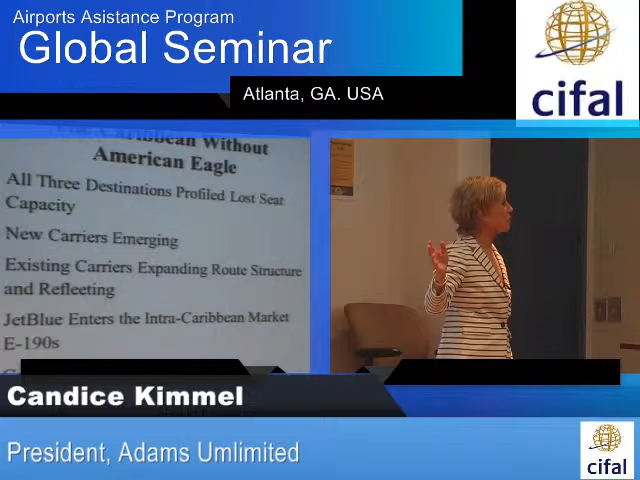 Airports Asistance Program
Global Seminar
Atlanta, GA. USA
cifal
Caribbean Without
American Eagle
All Three Destinations Profiled Lost Seat
Capacity
New Carriers Emerging
Existing Carriers Expanding Route Structure
and Refleeting
JetBlue Enters the Intra-Caribbean Market
E-190s
Candice Kimmel
President, Adams Umlimited
cifal